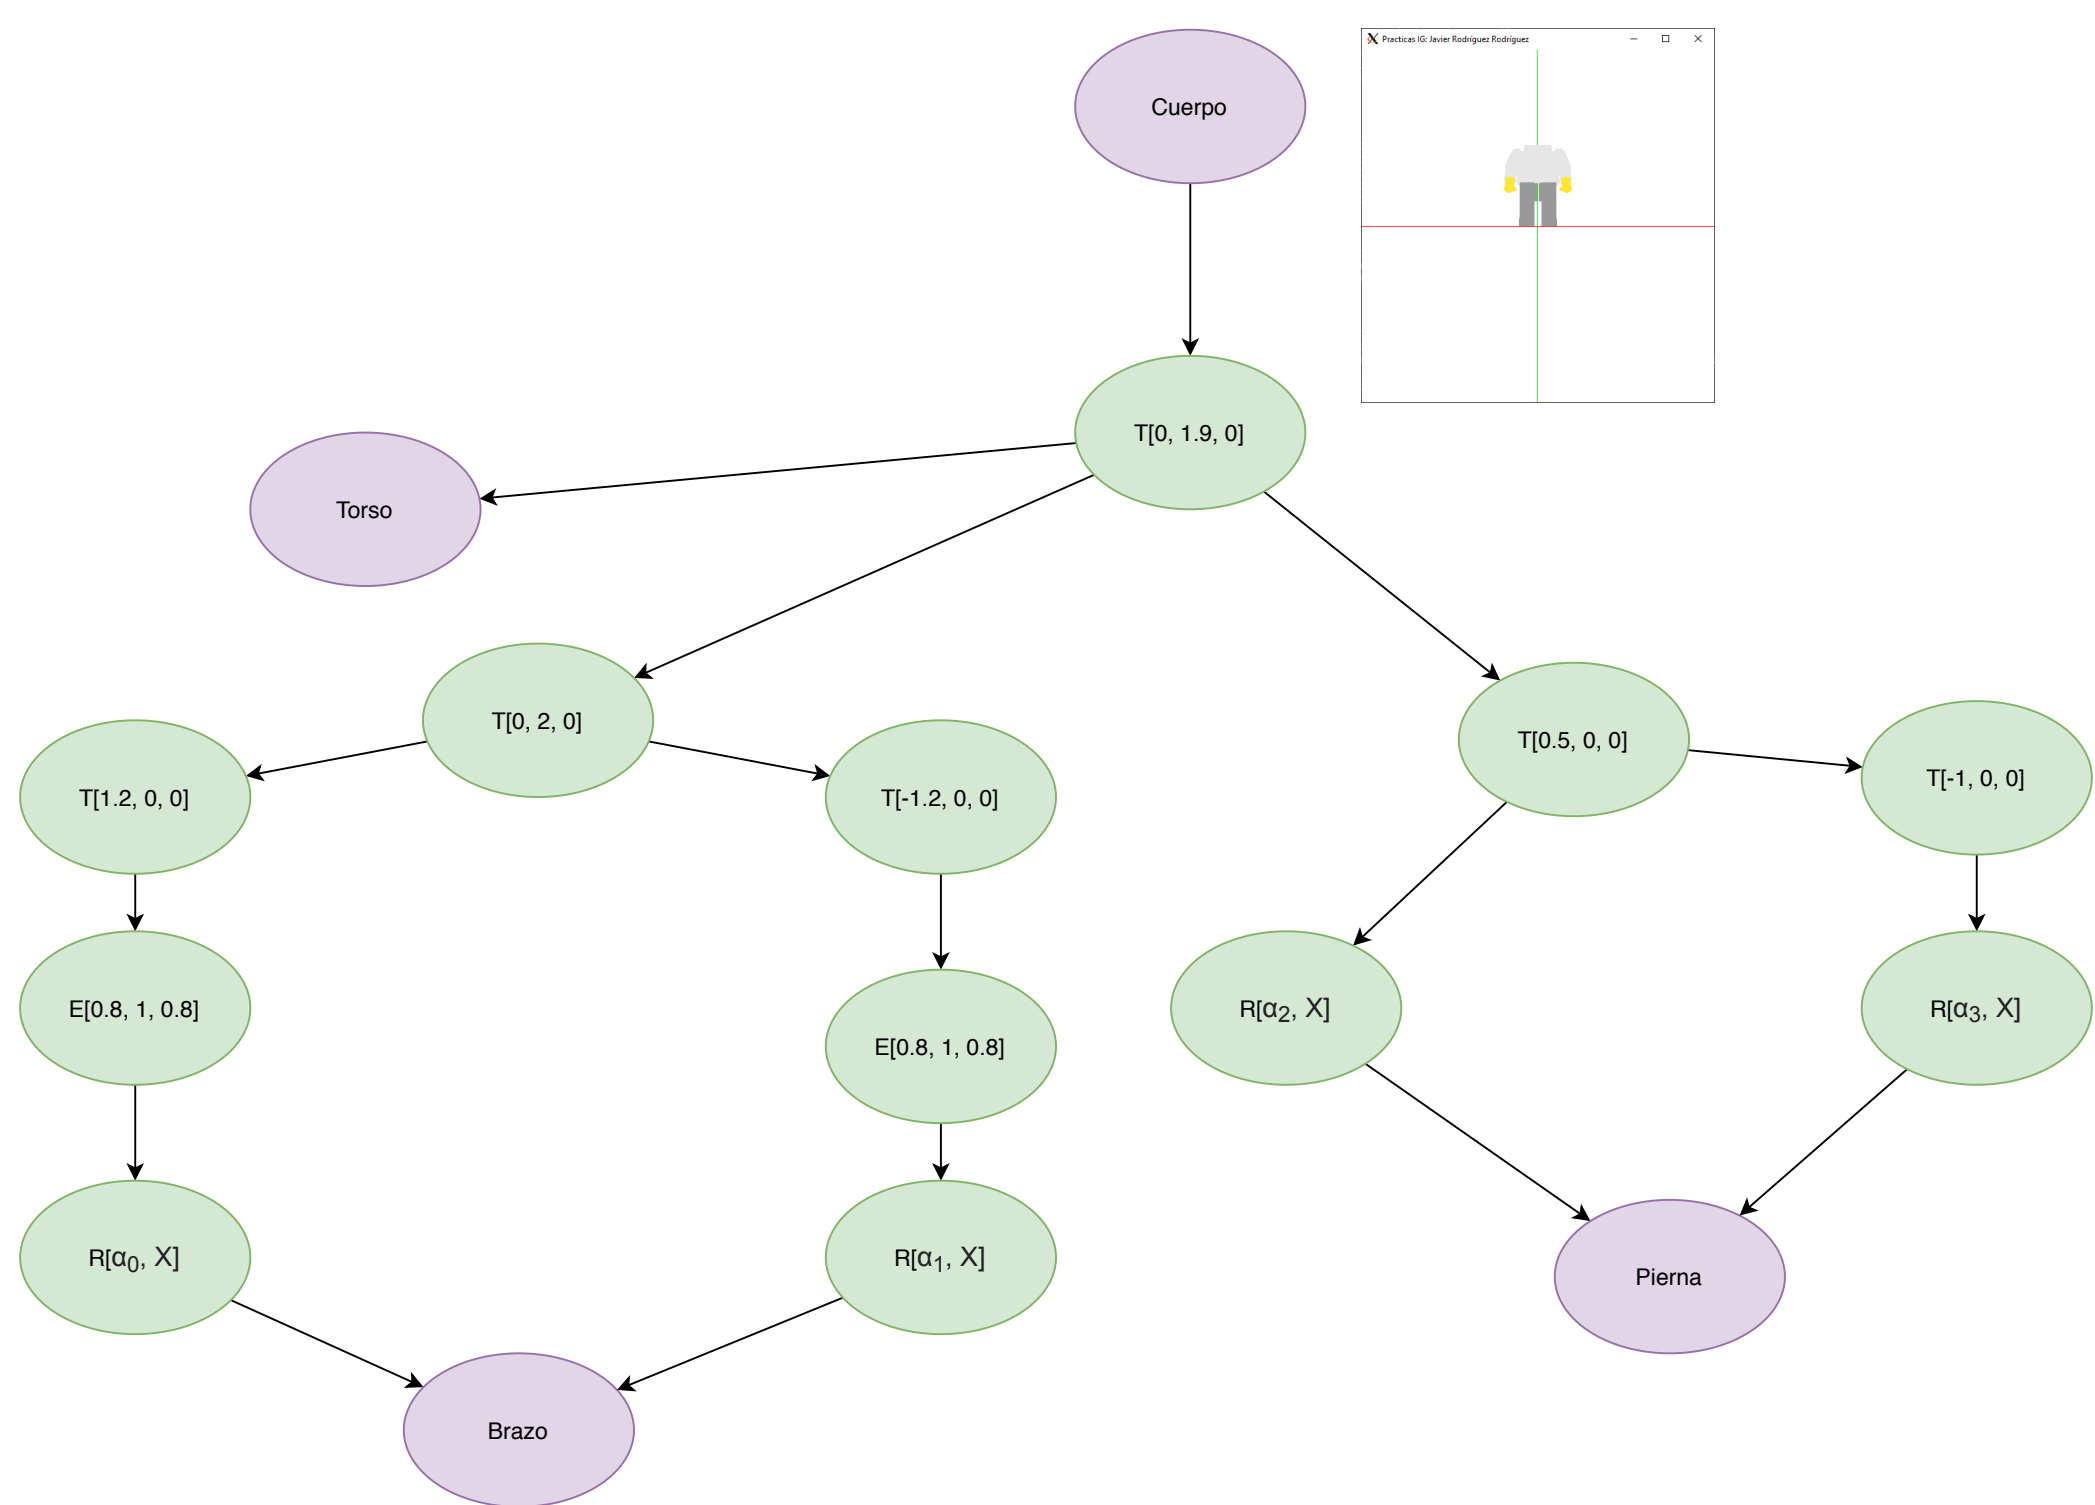 Cuerpo
Practicas IG: Javier Rodríguez Rodríguez
T[0, 1.9, 0]
Torso
T[0, 2, 0]
T[0.5, 0, 0]
T[1.2, 0, 0]
T[-1.2, 0, 0]
T[-1, 0, 0]
E[0.8, 1, 0.8]
E[0.8, 1, 0.8]
R[α₂, X]
R[α₃, X]
R[α₀, X]
R[α₁, X]
Pierna
Brazo